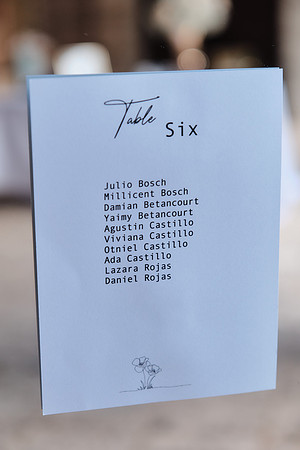 Table Six
Julio Bosch
Millicent Bosch
Damian Betancourt
Yaimy Betancourt
Agustin Castillo
Viviana Castillo
Otniel Castillo
Ada Castillo
Lazara Rojas
Daniel Rojas